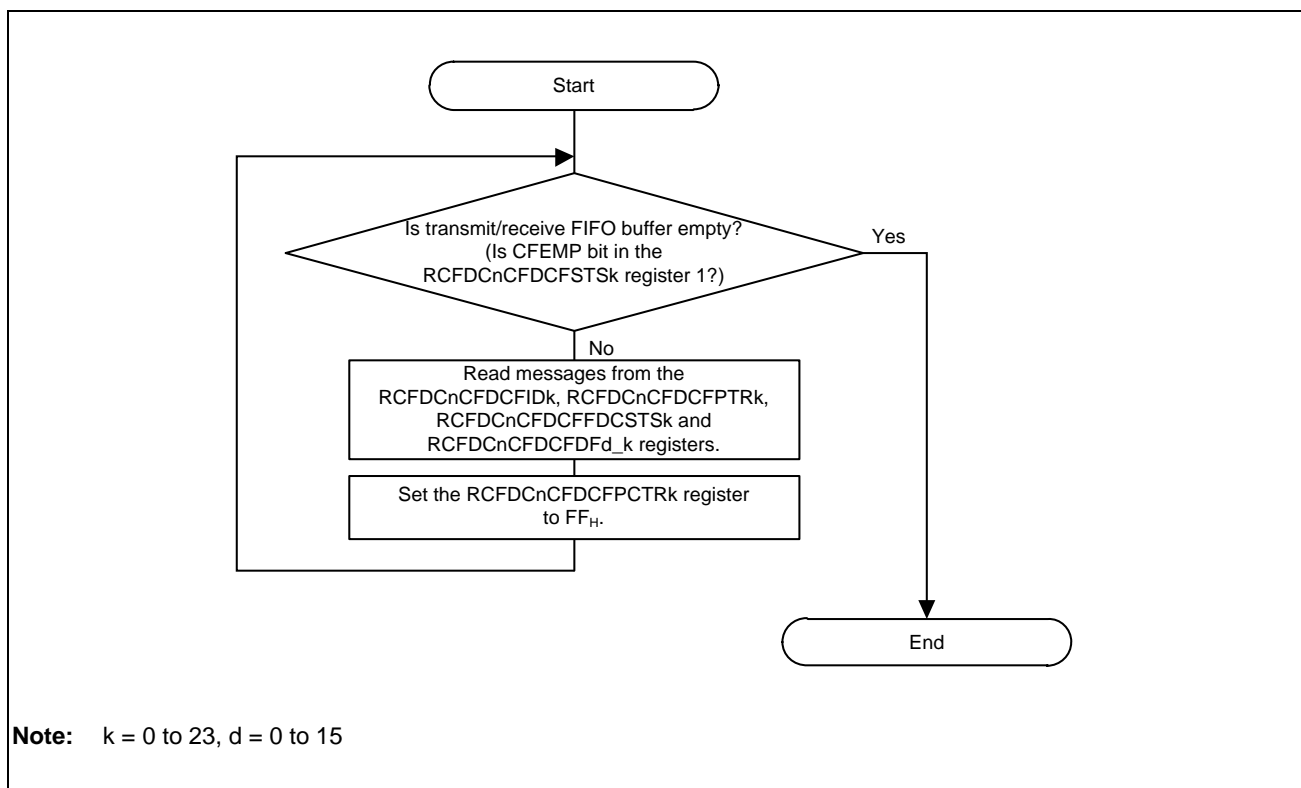 Start
Is transmit/receive FIFO buffer empty?
(Is CFEMP bit in the
RCFDCnCFDCFSTSk register 1?)
Yes
No
Read messages from the
RCFDCnCFDCFIDk, RCFDCnCFDCFPTRk,
RCFDCnCFDCFFDCSTSk and
RCFDCnCFDCFDFd_k registers.
Set the RCFDCnCFDCFPCTRk register
to FFH.
End
Note: k = 0 to 23, d = 0 to 15